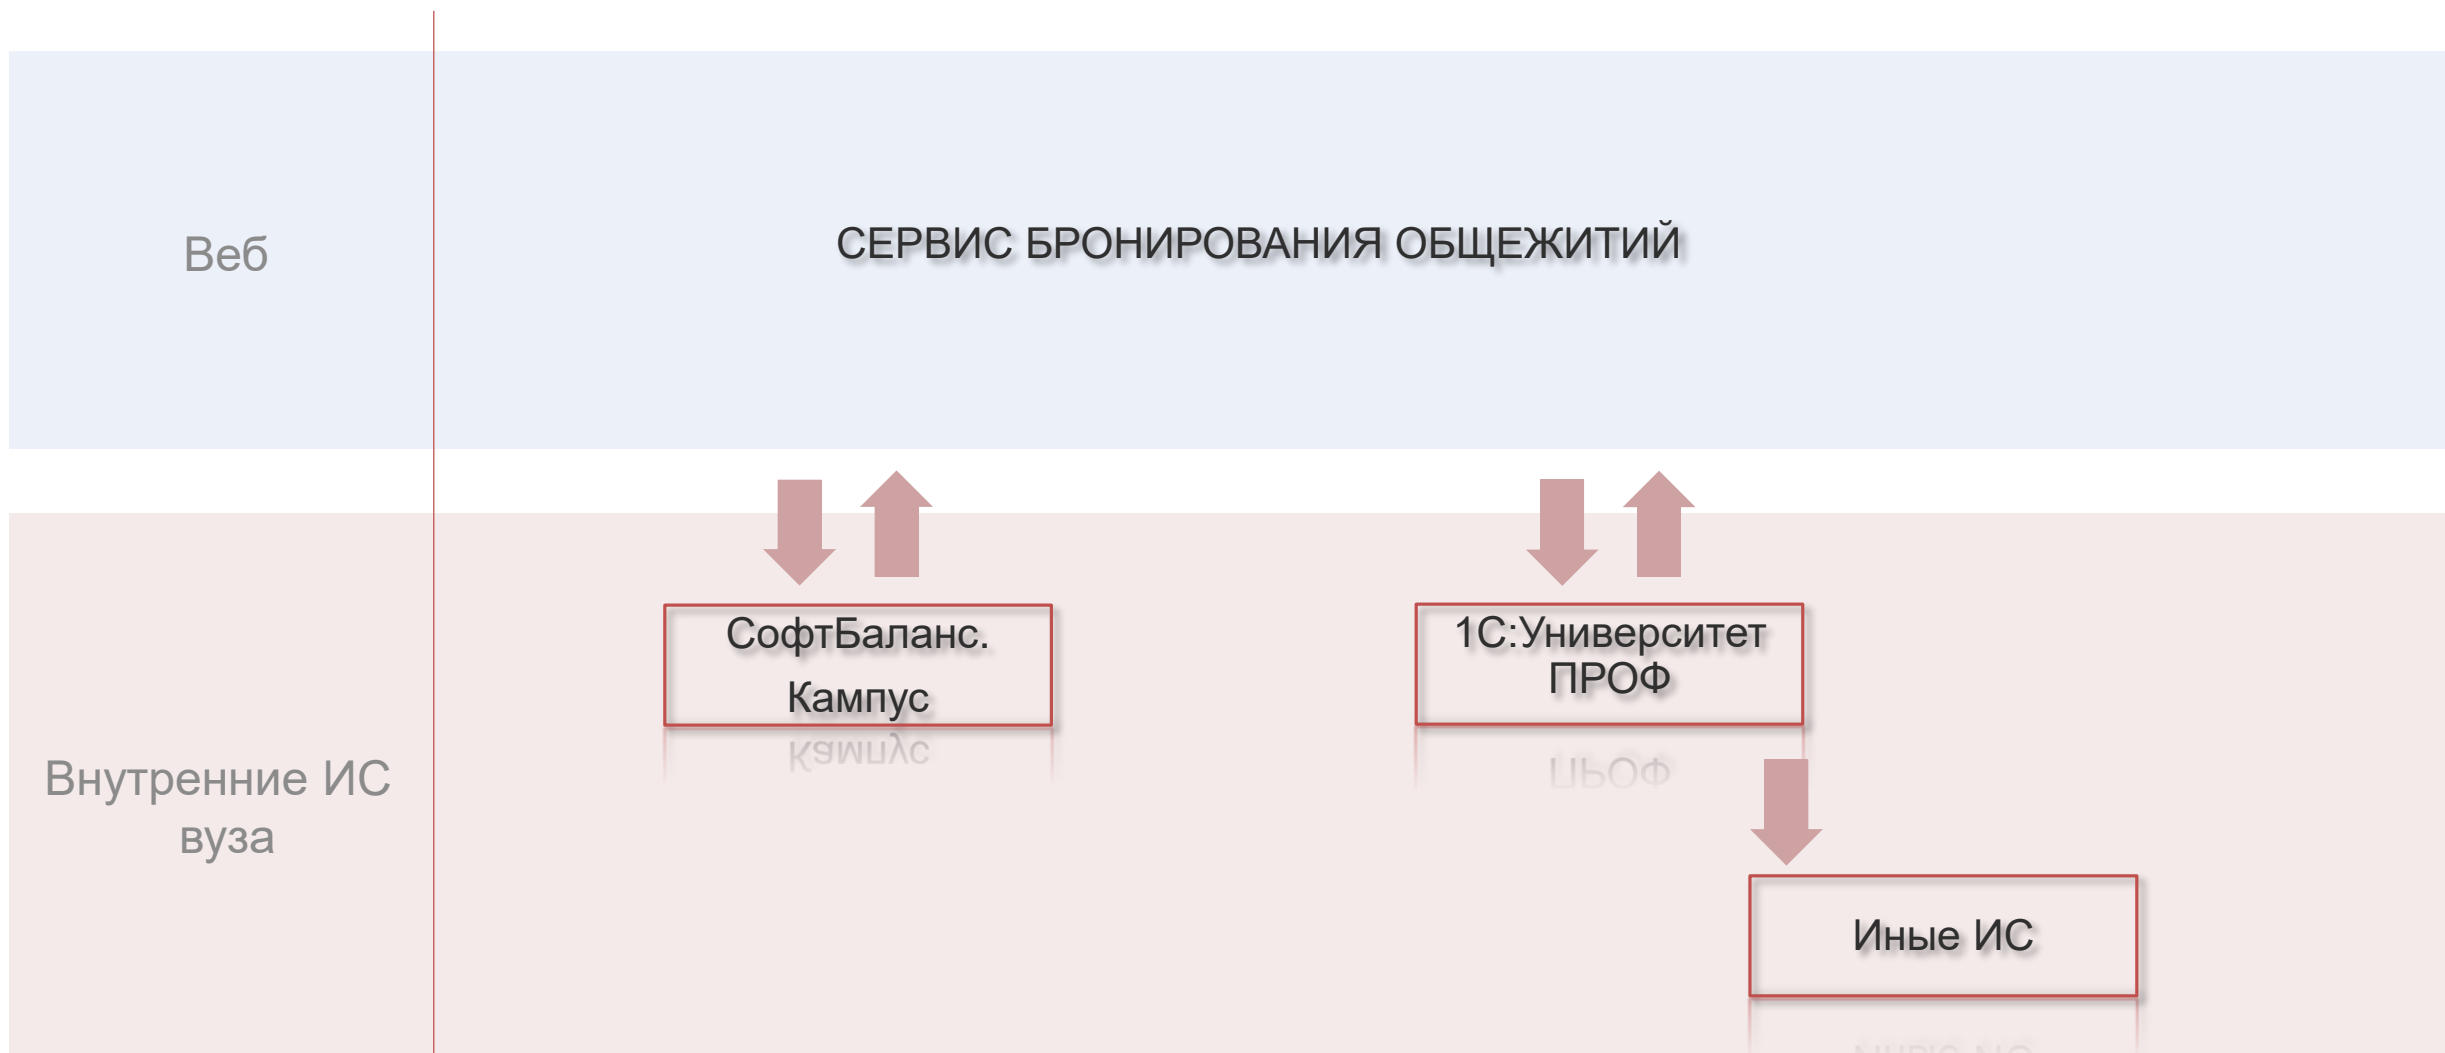 Веб
СЕРВИС БРОНИРОВАНИЯ ОБЩЕЖИТИЙ
СофтБаланс.
Кампус
1С:Университет
ПРОФ
Внутренние ИС
вуза
Иные ИС